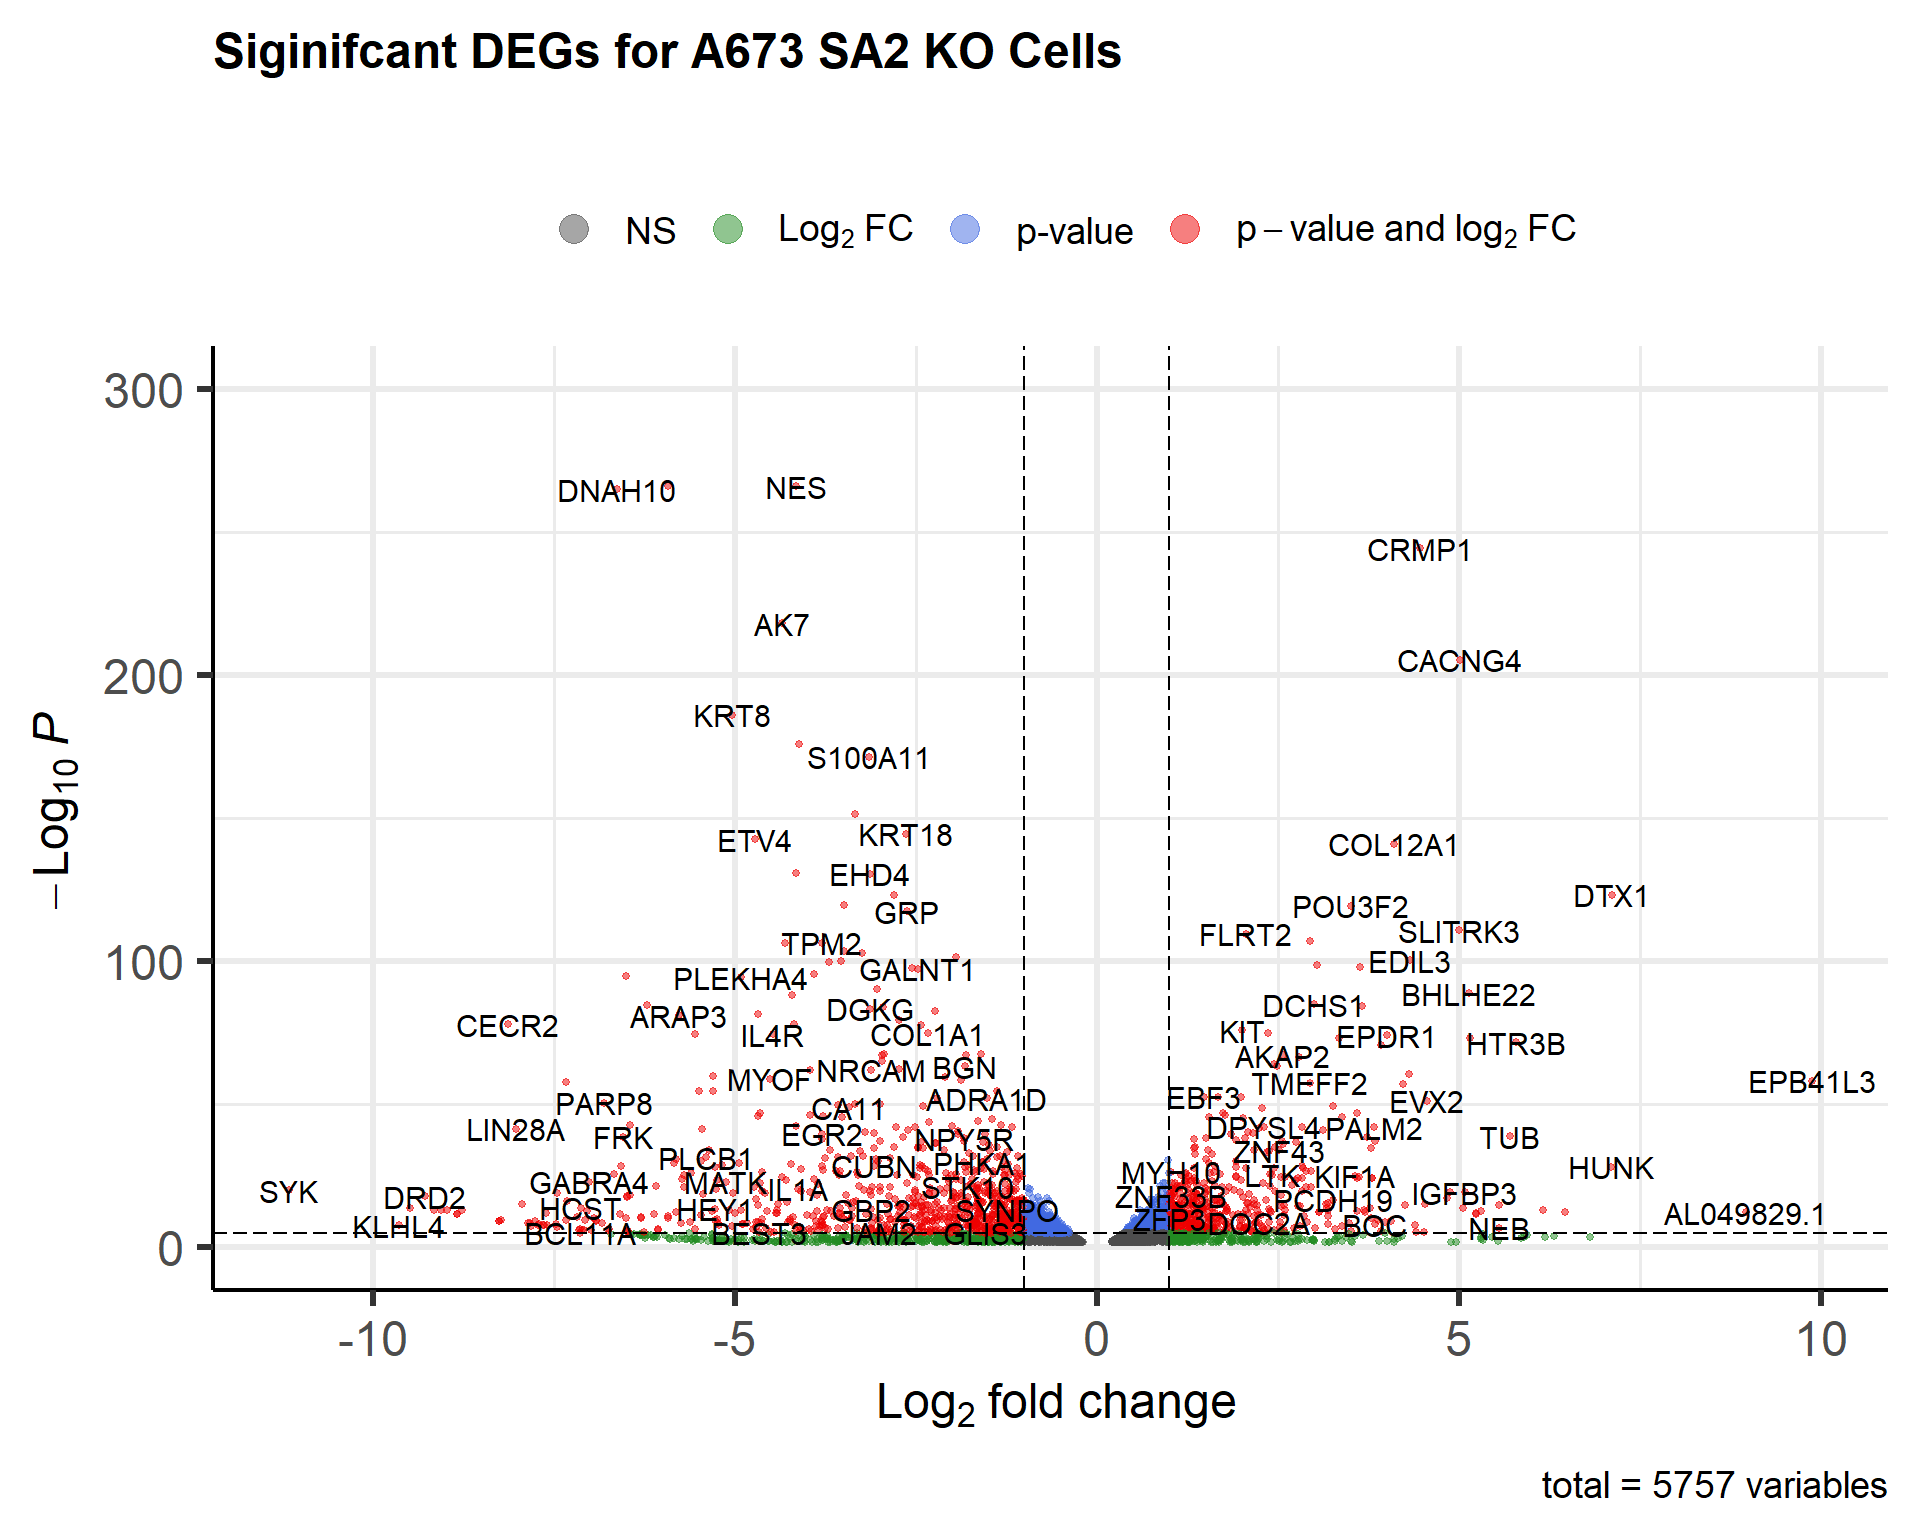 Siginifcant DEGs for A673 SA2 KO Cells
NS Log2 FC p-value p – value and log2 FC
300
200
100
0
−Log10 P
DNAH10 NES
CRMP1
AK7
CACNG4
KRT8
S100A11
ETV4 KRT18
COL12A1
EHD4
DTX1
GRP POU3F2
FLRT2 SLITRK3
TPM2
EDIL3
GALNT1
PLEKHA4
BHLHE22
DCHS1
DGKG
ARAP3
CECR2
IL4R COL1A1 KIT EPDR1
HTR3B
AKAP2
NRCAM BGN
MYOF TMEFF2 EPB41L3
PARP8 CA11 ADRA1D EBF3 EVX2
LIN28A FRK EGR2 NPY5R DPYSL4 PALM2 TUB
PLCB1 CUBN PHKA1 ZNF43 HUNK
MYH10
GABRA4 MATK IL1A STK10 LTK KIF1A
SYK DRD2 ZNF33B PCDH19 IGFBP3
HCST HEY1 GBP2 SYNPO AL049829.1
KLHL4 ZFP3 DOC2A BOC NEB
BCL11A BEST3 JAM2 GLIS3
-10 -5 0 5 10
Log2 fold change
total = 5757 variables